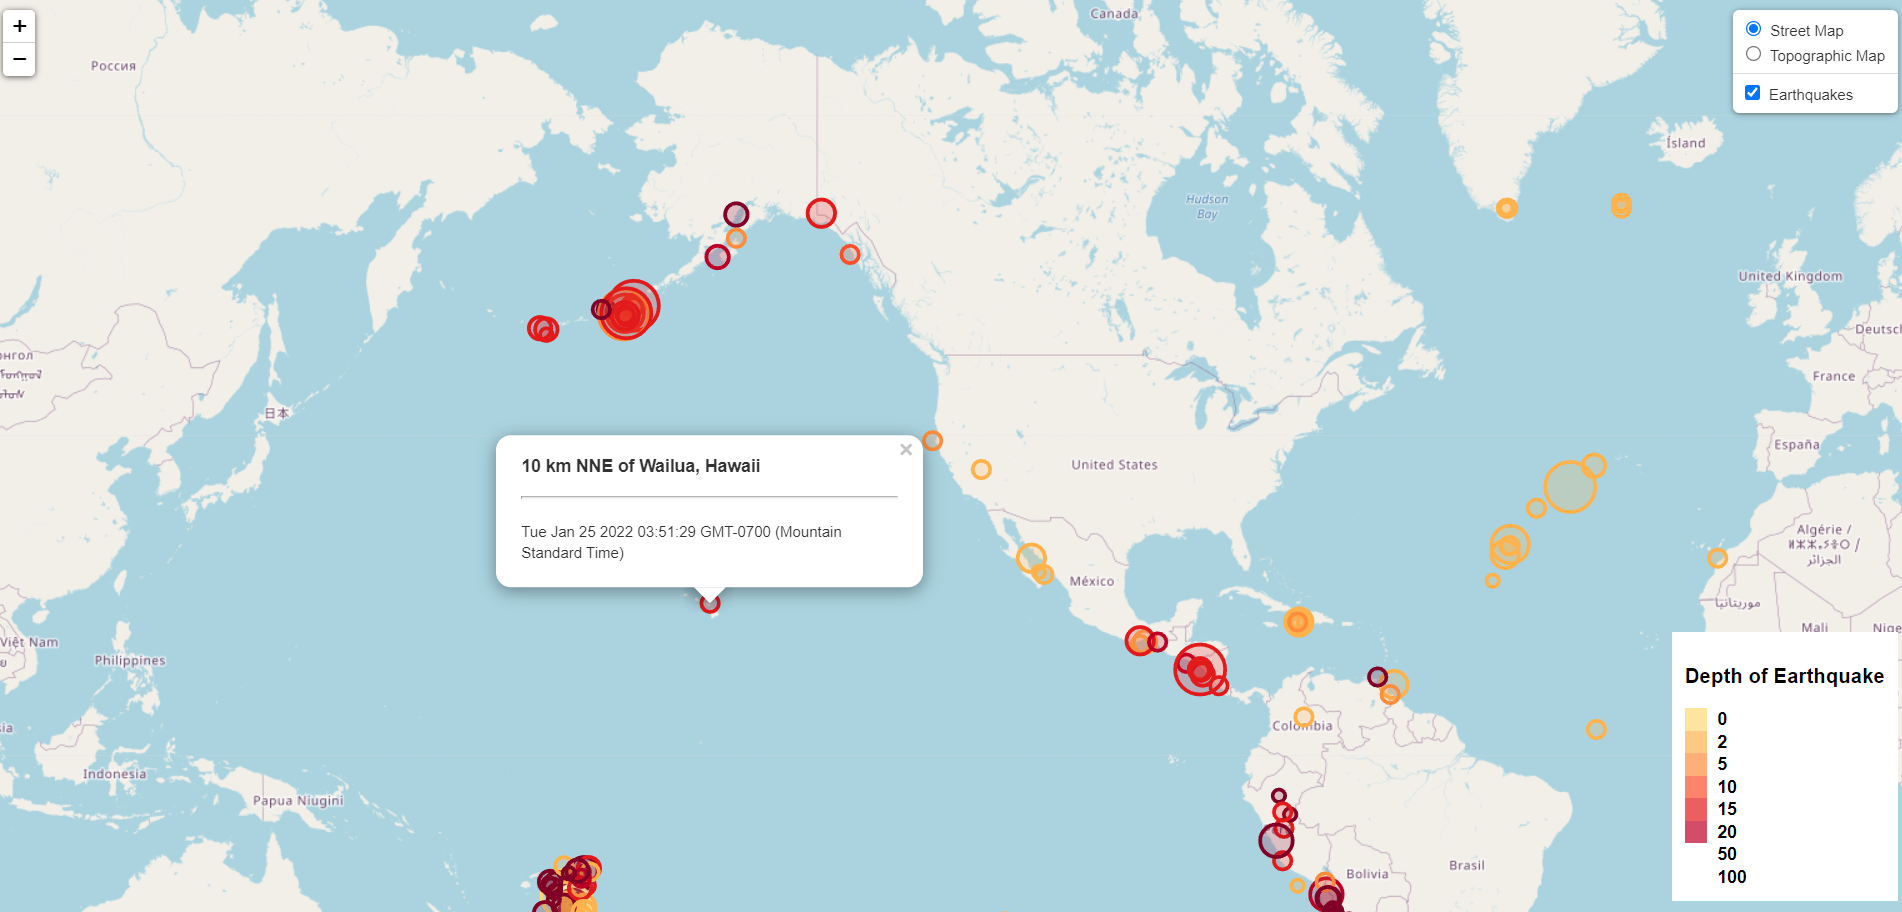 +
−
Canada
Россия
Street Map
Topographic Map
Earthquakes
Ísland
Hudson
Bay
United Kingdom
Deutsch
France
日本
España
×
10 km NNE of Wailua, Hawaii
United States
Tue Jan 25 2022 03:51:29 GMT-0700 (Mountain
Standard Time)
Algérie /
ⵍⵣⵣⴰⵢⴻⵔ /
الجزائر
México
موريتانيا
Mali
Nige
Việt Nam
Philippines
Depth of Earthquake
0
2
5
10
15
20
50
100
Colombia
Indonesia
Papua Niugini
Bolivia
Brasil